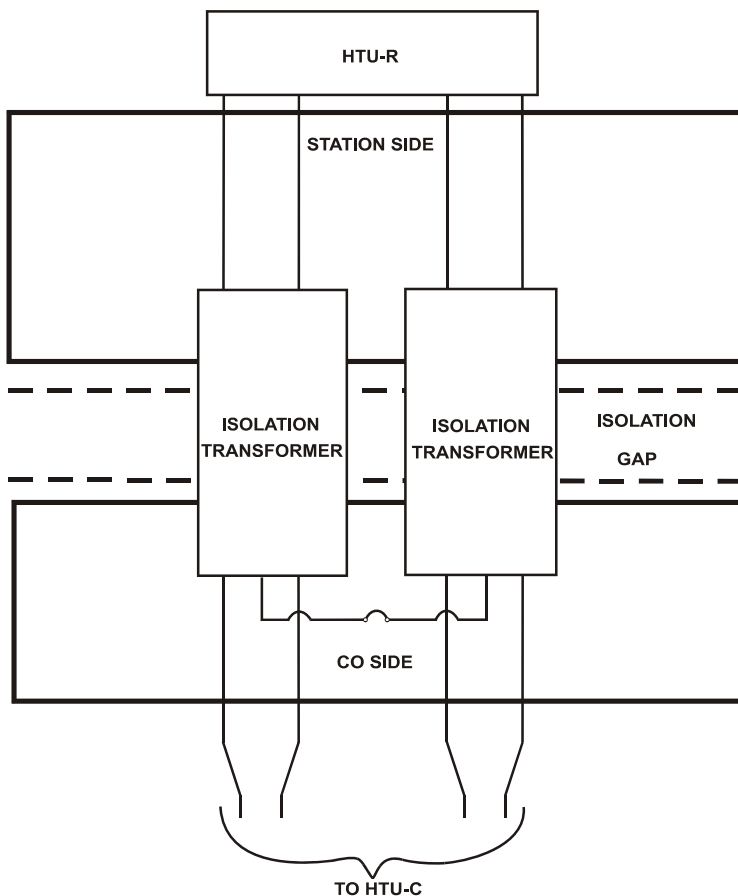 HTU-R
STATION SIDE
ISOLATION
TRANSFORMER
ISOLATION
TRANSFORMER
ISOLATION
GAP
CO SIDE
TO HTU-C